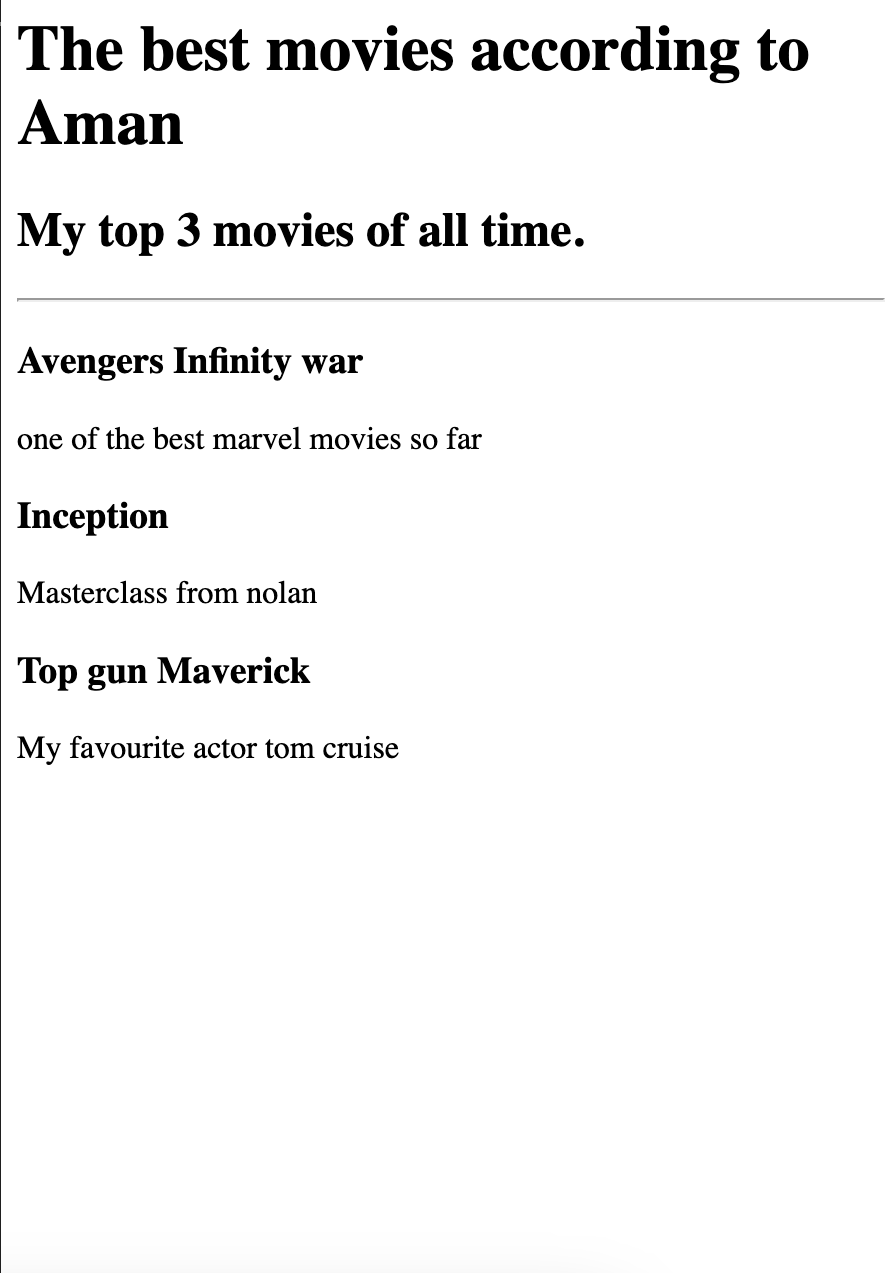 The best movies according to
Aman
My top 3 movies of all time.
Avengers Infinity war
one of the best marvel movies so far
Inception
Masterclass from nolan
Top gun Maverick
My favourite actor tom cruise